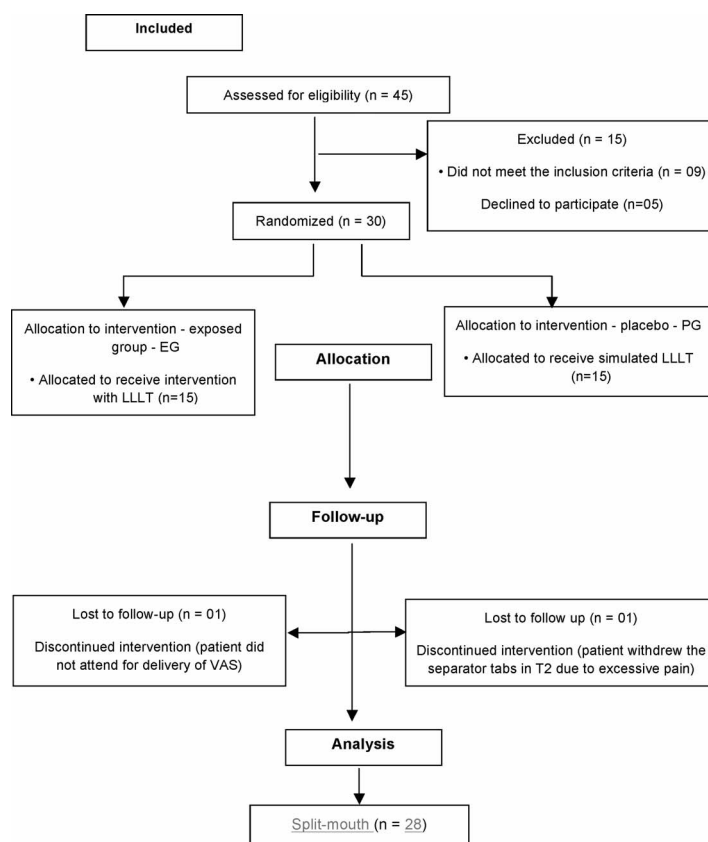 Included
Assessed for eligibility (n = 45)
Excluded (n = 15)
• Did not meet the inclusion criteria (n = 09)
Declined to participate (n=05)
Randomized (n = 30)
Allocation to intervention - exposed
group - EG
• Allocated to receive intervention
with LLLT (n=15)
Allocation to intervention - placebo - PG
• Allocated to receive simulated LLLT
(n=15)
Allocation
Follow-up
Lost to follow-up (n = 01)
Discontinued intervention (patient did
not attend for delivery of VAS)
Lost to follow up (n = 01)
Discontinued intervention (patient withdrew the
separator tabs in T2 due to excessive pain)
Analysis
Split-mouth (n = 28)